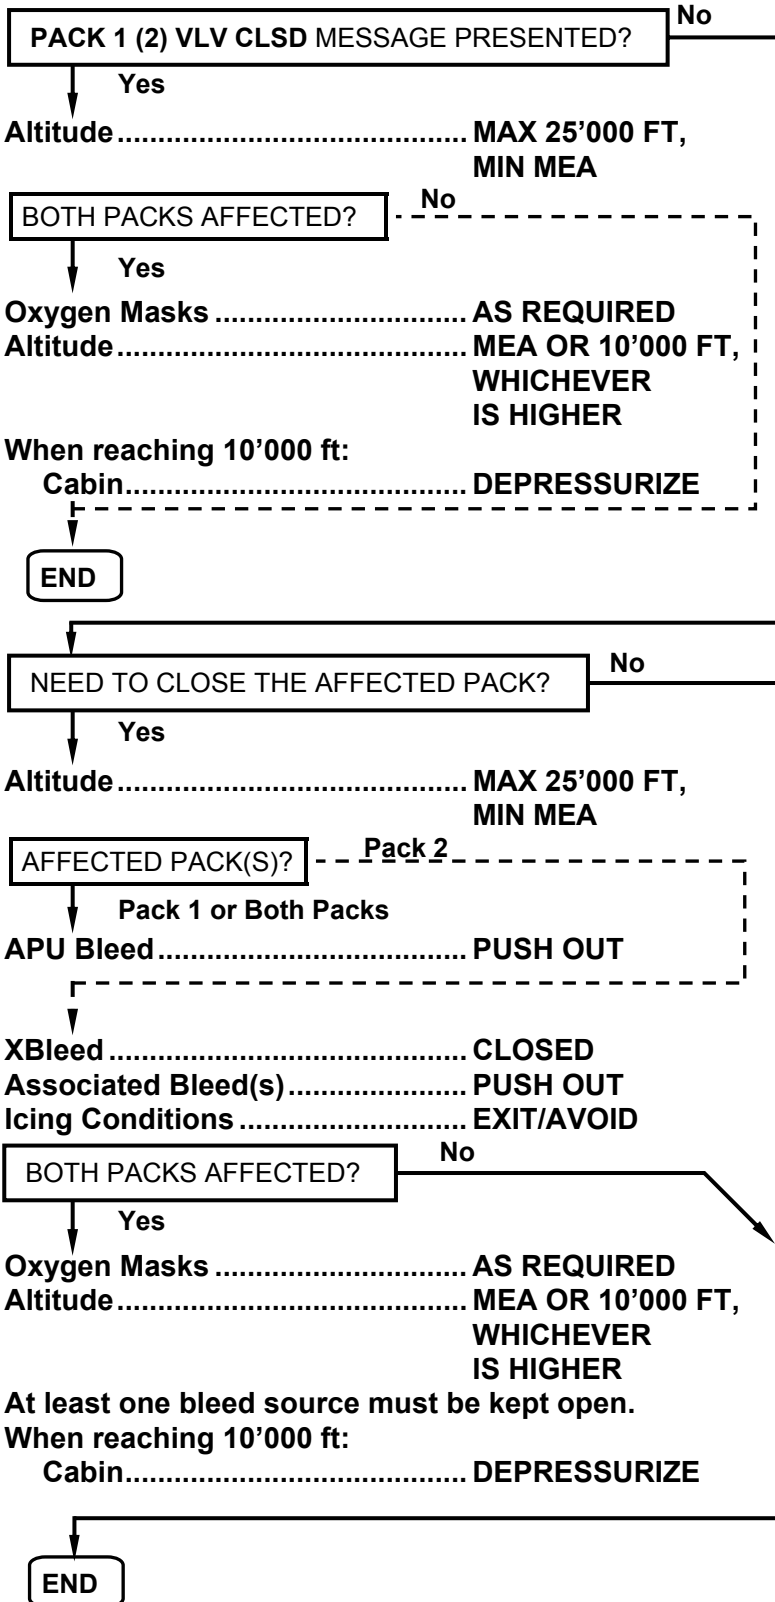 PACK 1 (2) VLV CLSD MESSAGE PRESENTED?
No
Yes
Altitude........................................... MAX 25’000 FT,
MIN MEA
BOTH PACKS AFFECTED?
No
Yes
Oxygen Masks ............................... AS REQUIRED
Altitude........................................... MEA OR 10’000 FT,
WHICHEVER
IS HIGHER
When reaching 10’000 ft:
Cabin.......................................... DEPRESSURIZE
END
NEED TO CLOSE THE AFFECTED PACK?
No
Yes
Altitude........................................... MAX 25’000 FT,
MIN MEA
AFFECTED PACK(S)?
Pack 2
Pack 1 or Both Packs
APU Bleed...................................... PUSH OUT
XBleed ............................................ CLOSED
Associated Bleed(s)...................... PUSH OUT
Icing Conditions ............................ EXIT/AVOID
BOTH PACKS AFFECTED?
No
Yes
Oxygen Masks ............................... AS REQUIRED
Altitude........................................... MEA OR 10’000 FT,
WHICHEVER
IS HIGHER
At least one bleed source must be kept open.
When reaching 10’000 ft:
Cabin.......................................... DEPRESSURIZE
END